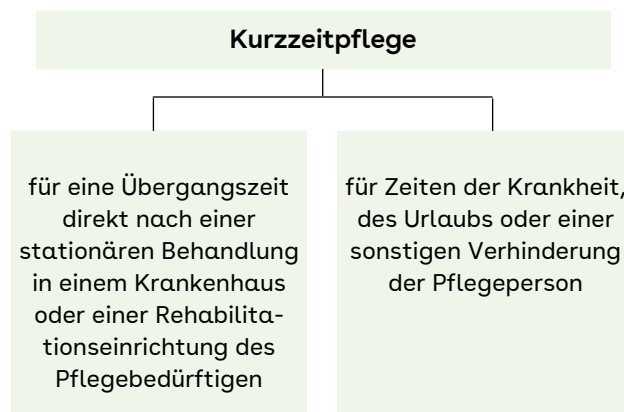 Kurzzeitpflege
für eine Übergangszeit
direkt nach einer
stationären Behandlung
in einem Krankenhaus
oder einer Rehabilita-
tionseinrichtung des
Pflegebedürftigen
für Zeiten der Krankheit,
des Urlaubs oder einer
sonstigen Verhinderung
der Pflegeperson